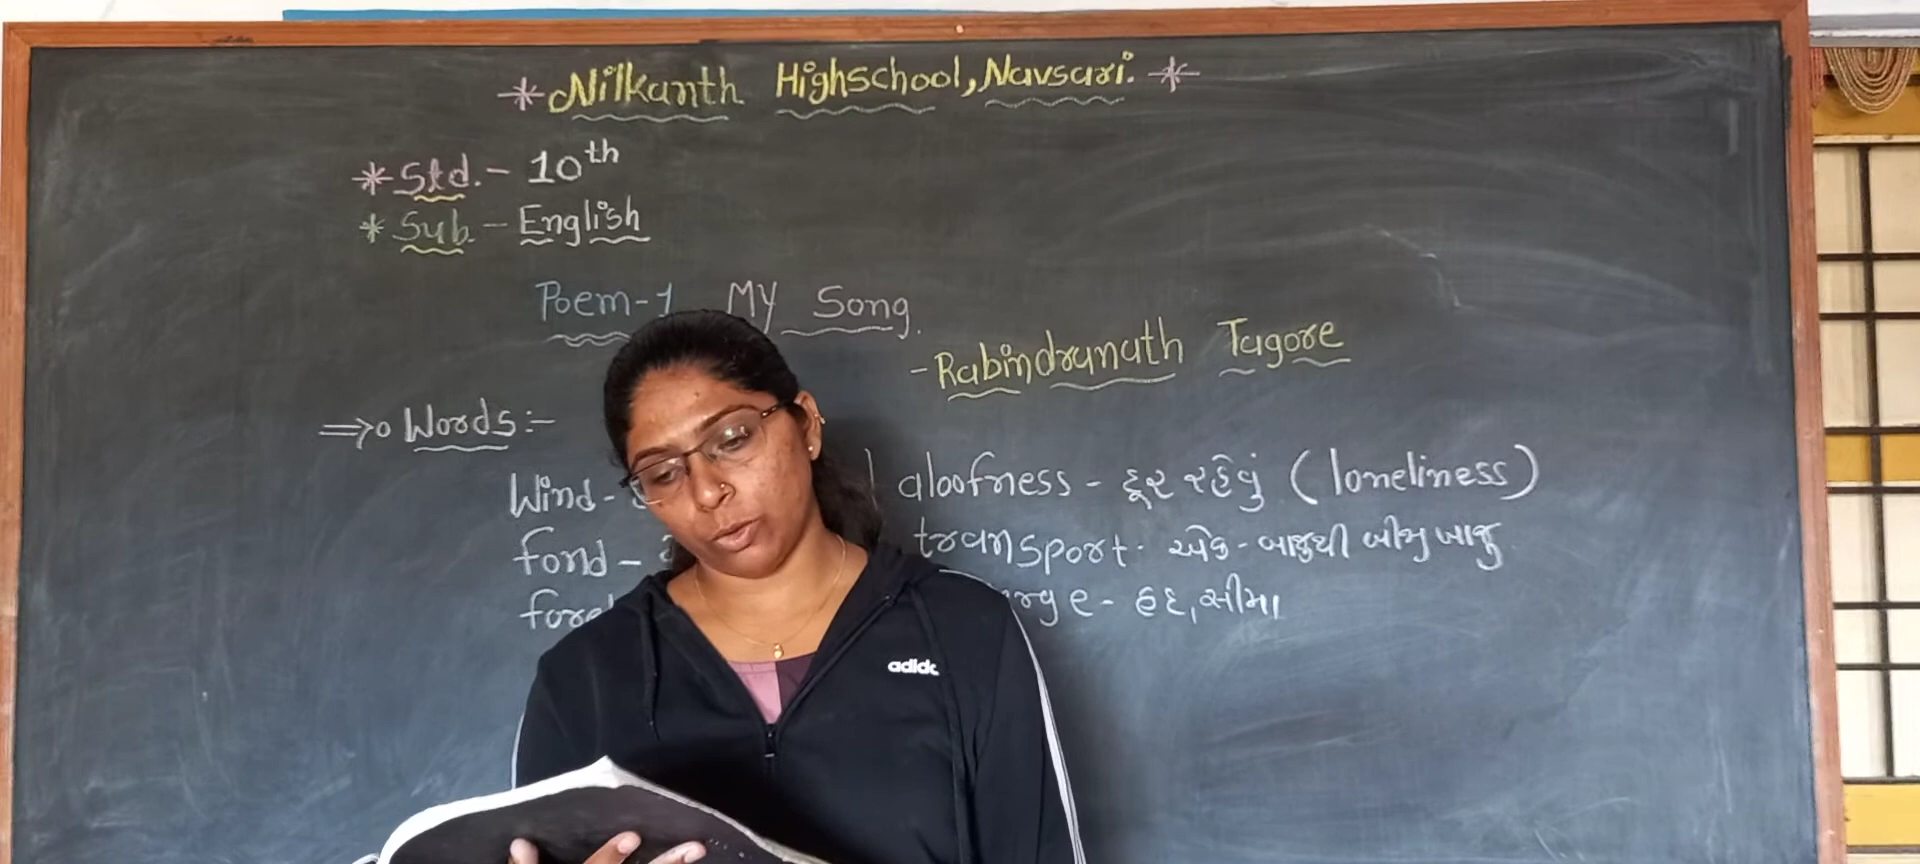 * Nilkanth Highschool, Navsari. *
* Std. - 10th
* Sub. - English
Poem-1 My Song.
- Rabindranath Tagore
⇒ Words :-
Wind - aloofness - દૂર રહેવું (loneliness)
fond - transport - એક - બાજુથી બીજી બાજુ
હદ, સીમા
adidas